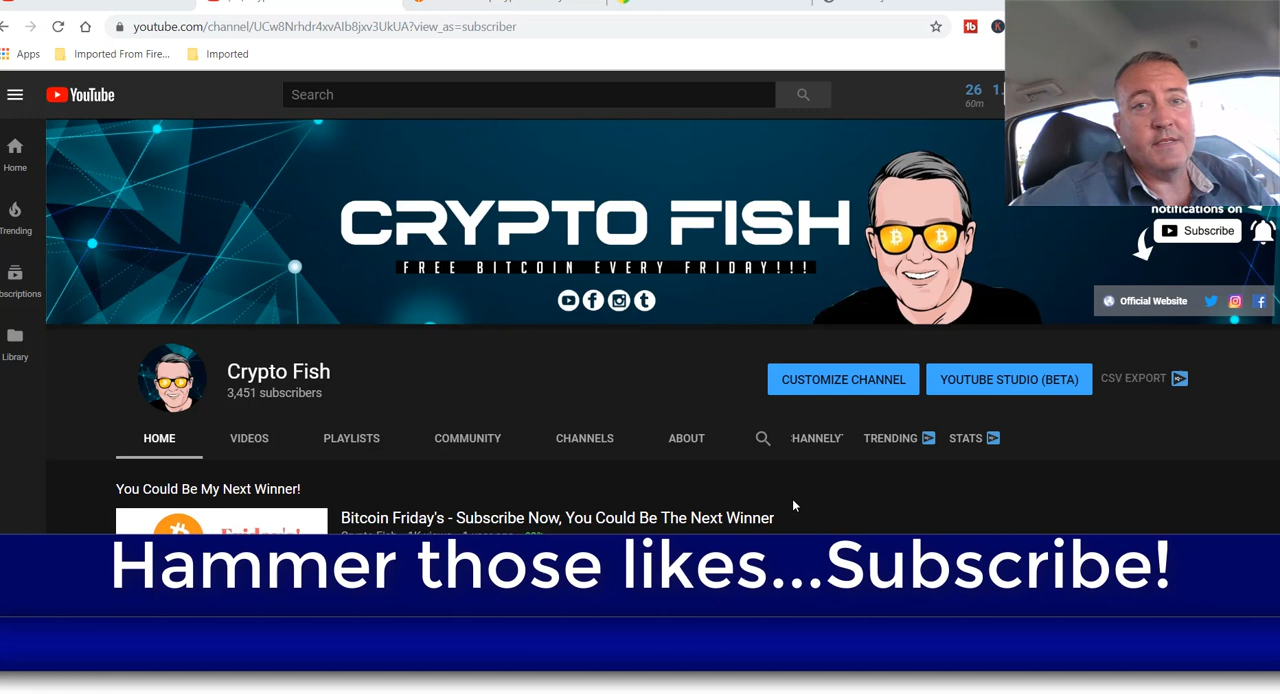 youtube.com/channel/UCw8Nrhdr4xvAIb8jxv3UkUA?view_as=subscriber
Apps
Imported From Fire...
Imported
YouTube
Search
26
60m
Home
Trending
Library
CRYPTO FISH
FREE BITCOIN EVERY FRIDAY!!!
notifications on
Subscribe
Official Website
Crypto Fish
3,451 subscribers
CUSTOMIZE CHANNEL
YOUTUBE STUDIO (BETA)
CSV EXPORT
HOME
VIDEOS
PLAYLISTS
COMMUNITY
CHANNELS
ABOUT
TRENDING
STATS
You Could Be My Next Winner!
Bitcoin Friday's - Subscribe Now, You Could Be The Next Winner
Hammer those likes...Subscribe!